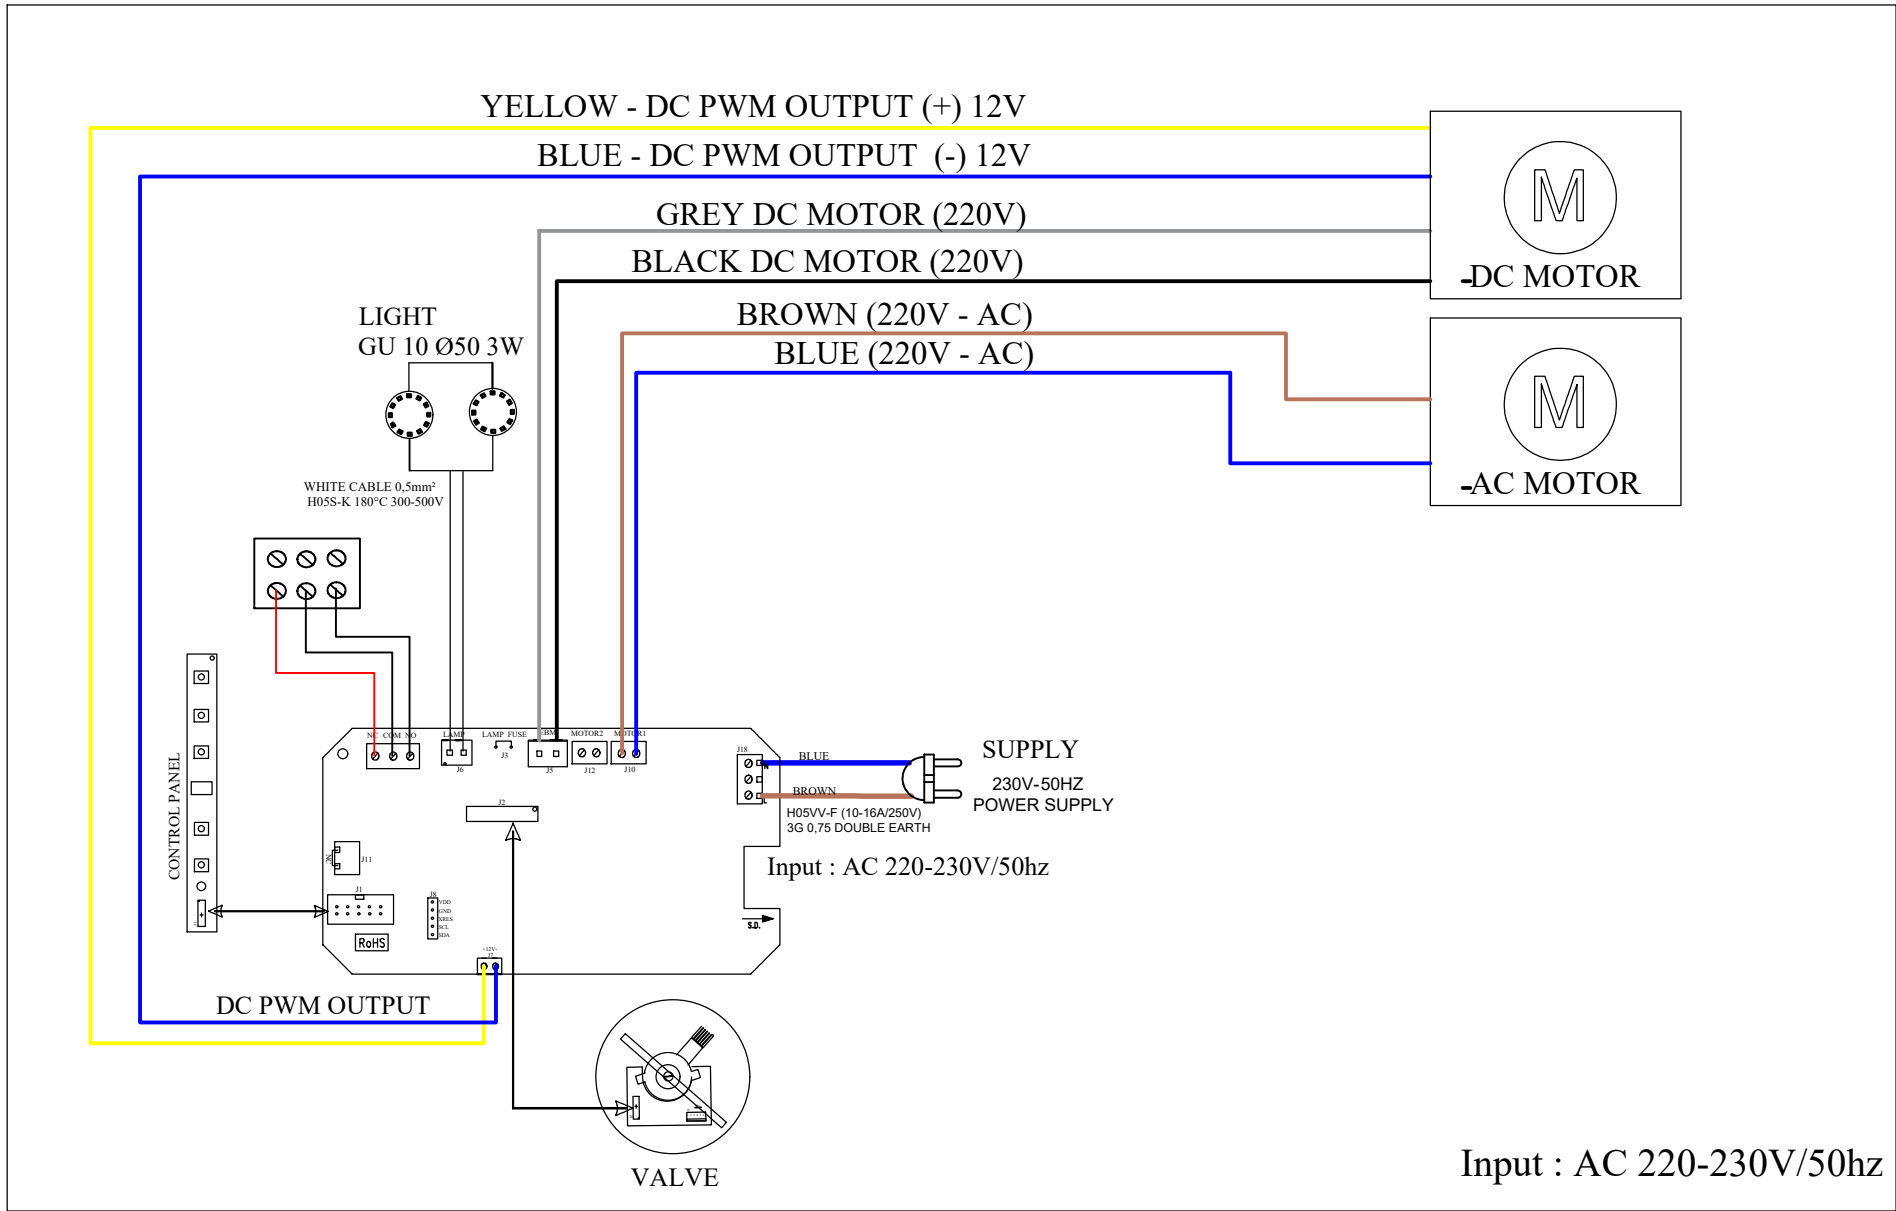 YELLOW - DC PWM OUTPUT (+) 12V
BLUE - DC PWM OUTPUT (-) 12V
GREY DC MOTOR (220V)
BLACK DC MOTOR (220V)
M
-DC MOTOR
BROWN (220V - AC)
BLUE (220V - AC)
M
-AC MOTOR
LIGHT
GU 10 Ø50 3W
WHITE CABLE 0,5mm²
H05S-K 180°C 300-500V
CONTROL PANEL
NC COM NO
LAMP
J6
LAMP FUSE
J3
EBM
J5
MOTOR2
J12
MOTOR1
J10
J18
N
BLUE
BROWN
SUPPLY
230V-50HZ
POWER SUPPLY
H05VV-F (10-16A/250V)
3G 0,75 DOUBLE EARTH
Input : AC 220-230V/50hz
J2
J11
J1
RoHS
J8
VDD
GND
XRES
SCL
SDA
S.D.
+12V-
J7
DC PWM OUTPUT
VALVE
Input : AC 220-230V/50hz